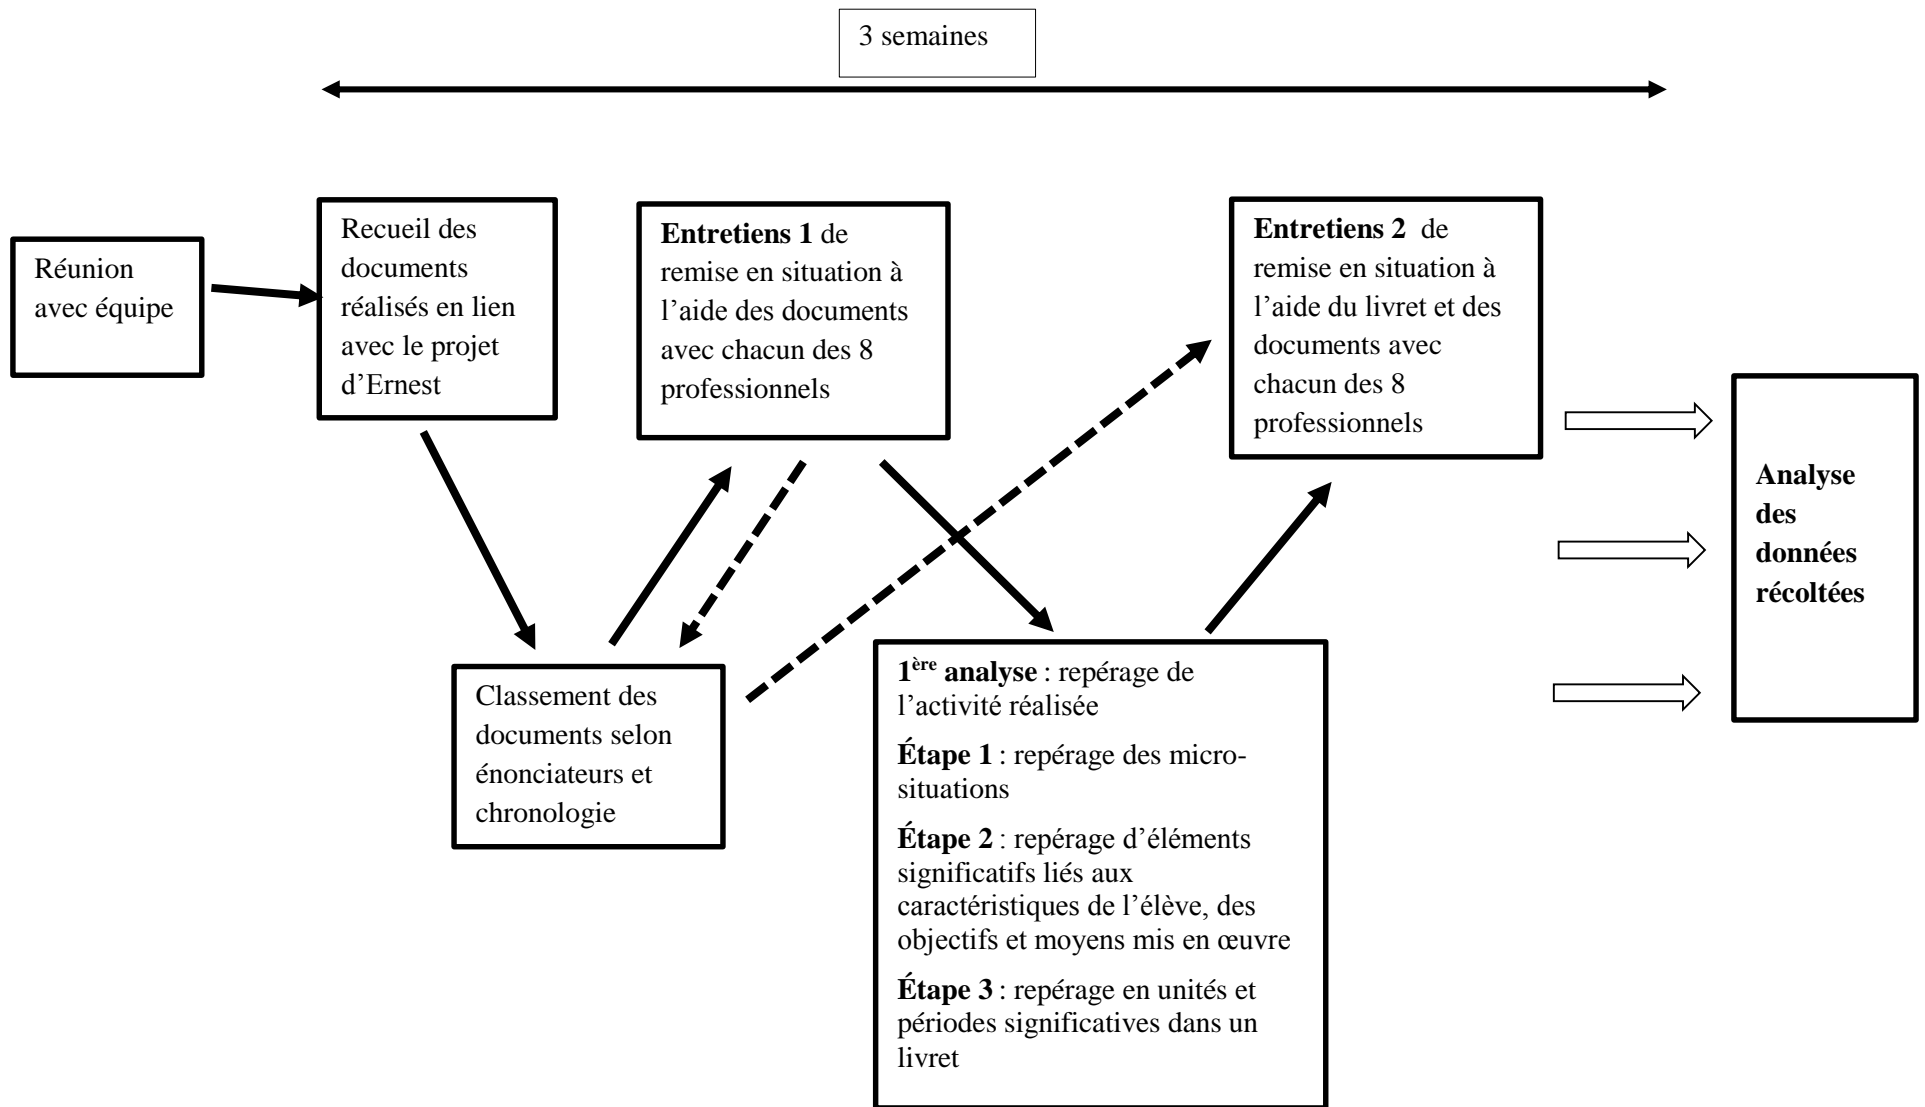 3 semaines
Réunion
avec équipe
Recueil des
documents
réalisés en lien
avec le projet
d’Ernest
Entretiens 1 de
remise en situation à
l’aide des documents
avec chacun des 8
professionnels
Entretiens 2  de
remise en situation à
l’aide du livret et des
documents avec
chacun des 8
professionnels
Analyse
des
données
récoltées
Classement des
documents selon
énonciateurs et
chronologie
1ère analyse : repérage de
l’activité réalisée
Étape 1 : repérage des micro-
situations
Étape 2 : repérage d’éléments
significatifs liés aux
caractéristiques de l’élève, des
objectifs et moyens mis en œuvre
Étape 3 : repérage en unités et
périodes significatives dans un
livret